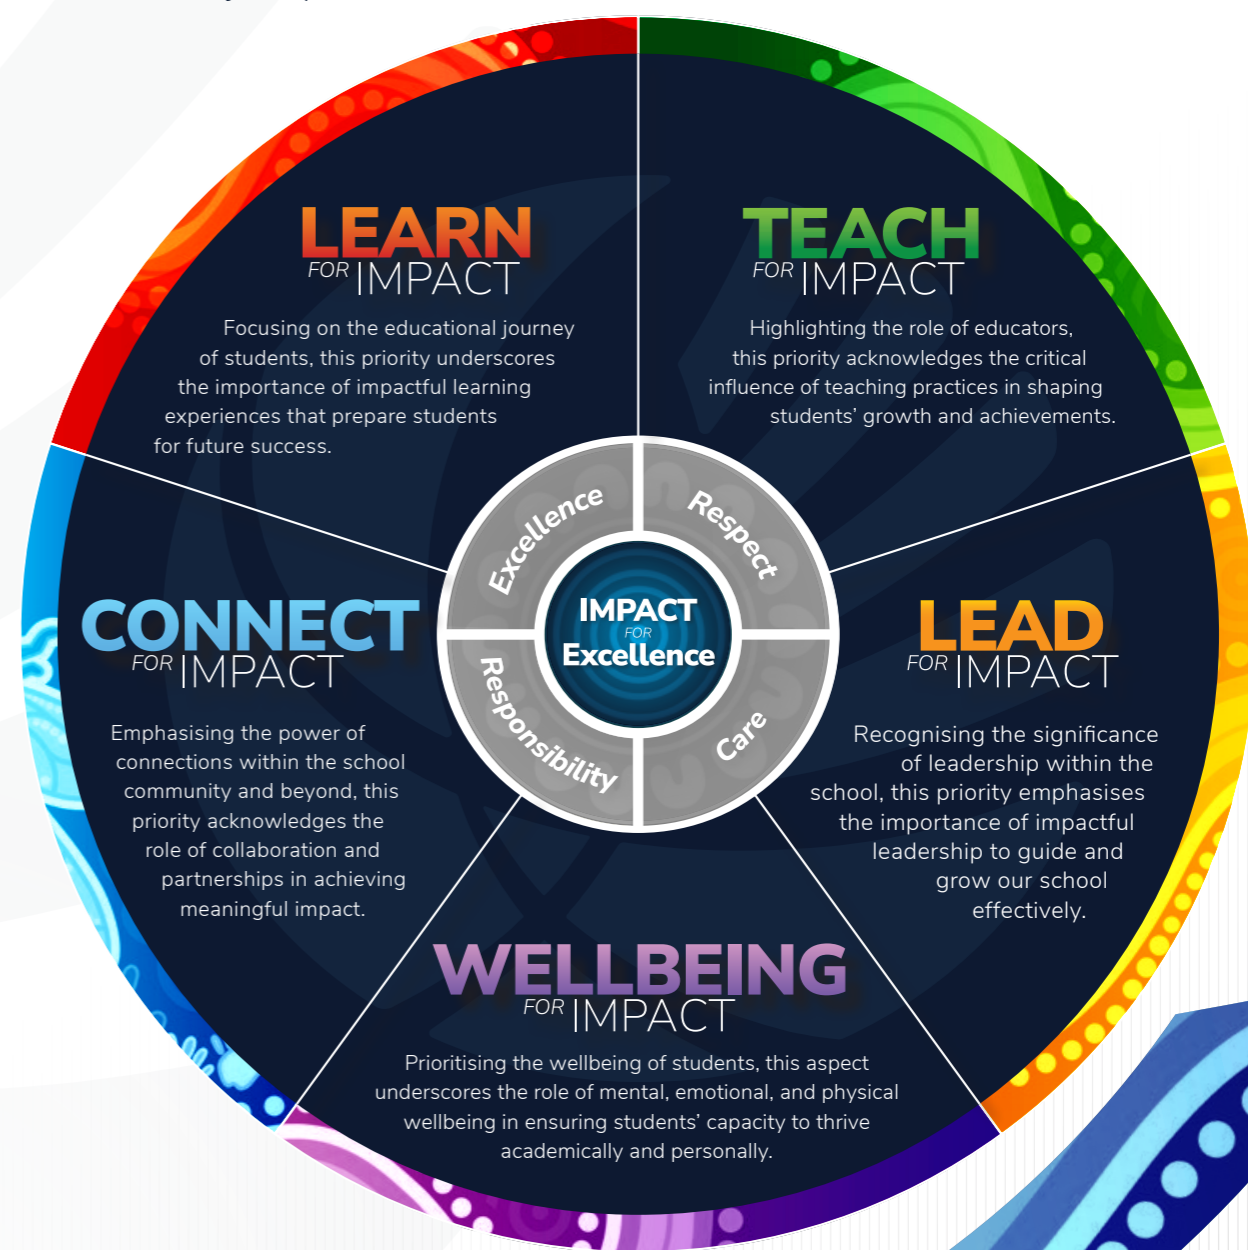 LEARN
FOR IMPACT
Focusing on the educational journey
of students, this priority underscores
the importance of impactful learning
experiences that prepare students
for future success.
TEACH
FOR IMPACT
Highlighting the role of educators,
this priority acknowledges the critical
influence of teaching practices in shaping
students’ growth and achievements.
Excellence
Respect
Responsibility
Care
IMPACT
FOR
Excellence
CONNECT
FOR IMPACT
Emphasising the power of
connections within the school
community and beyond, this
priority acknowledges the
role of collaboration and
partnerships in achieving
meaningful impact.
LEAD
FOR IMPACT
Recognising the significance
of leadership within the
school, this priority emphasises
the importance of impactful
leadership to guide and
grow our school
effectively.
WELLBEING
FOR IMPACT
Prioritising the wellbeing of students, this aspect
underscores the role of mental, emotional, and physical
wellbeing in ensuring students’ capacity to thrive
academically and personally.